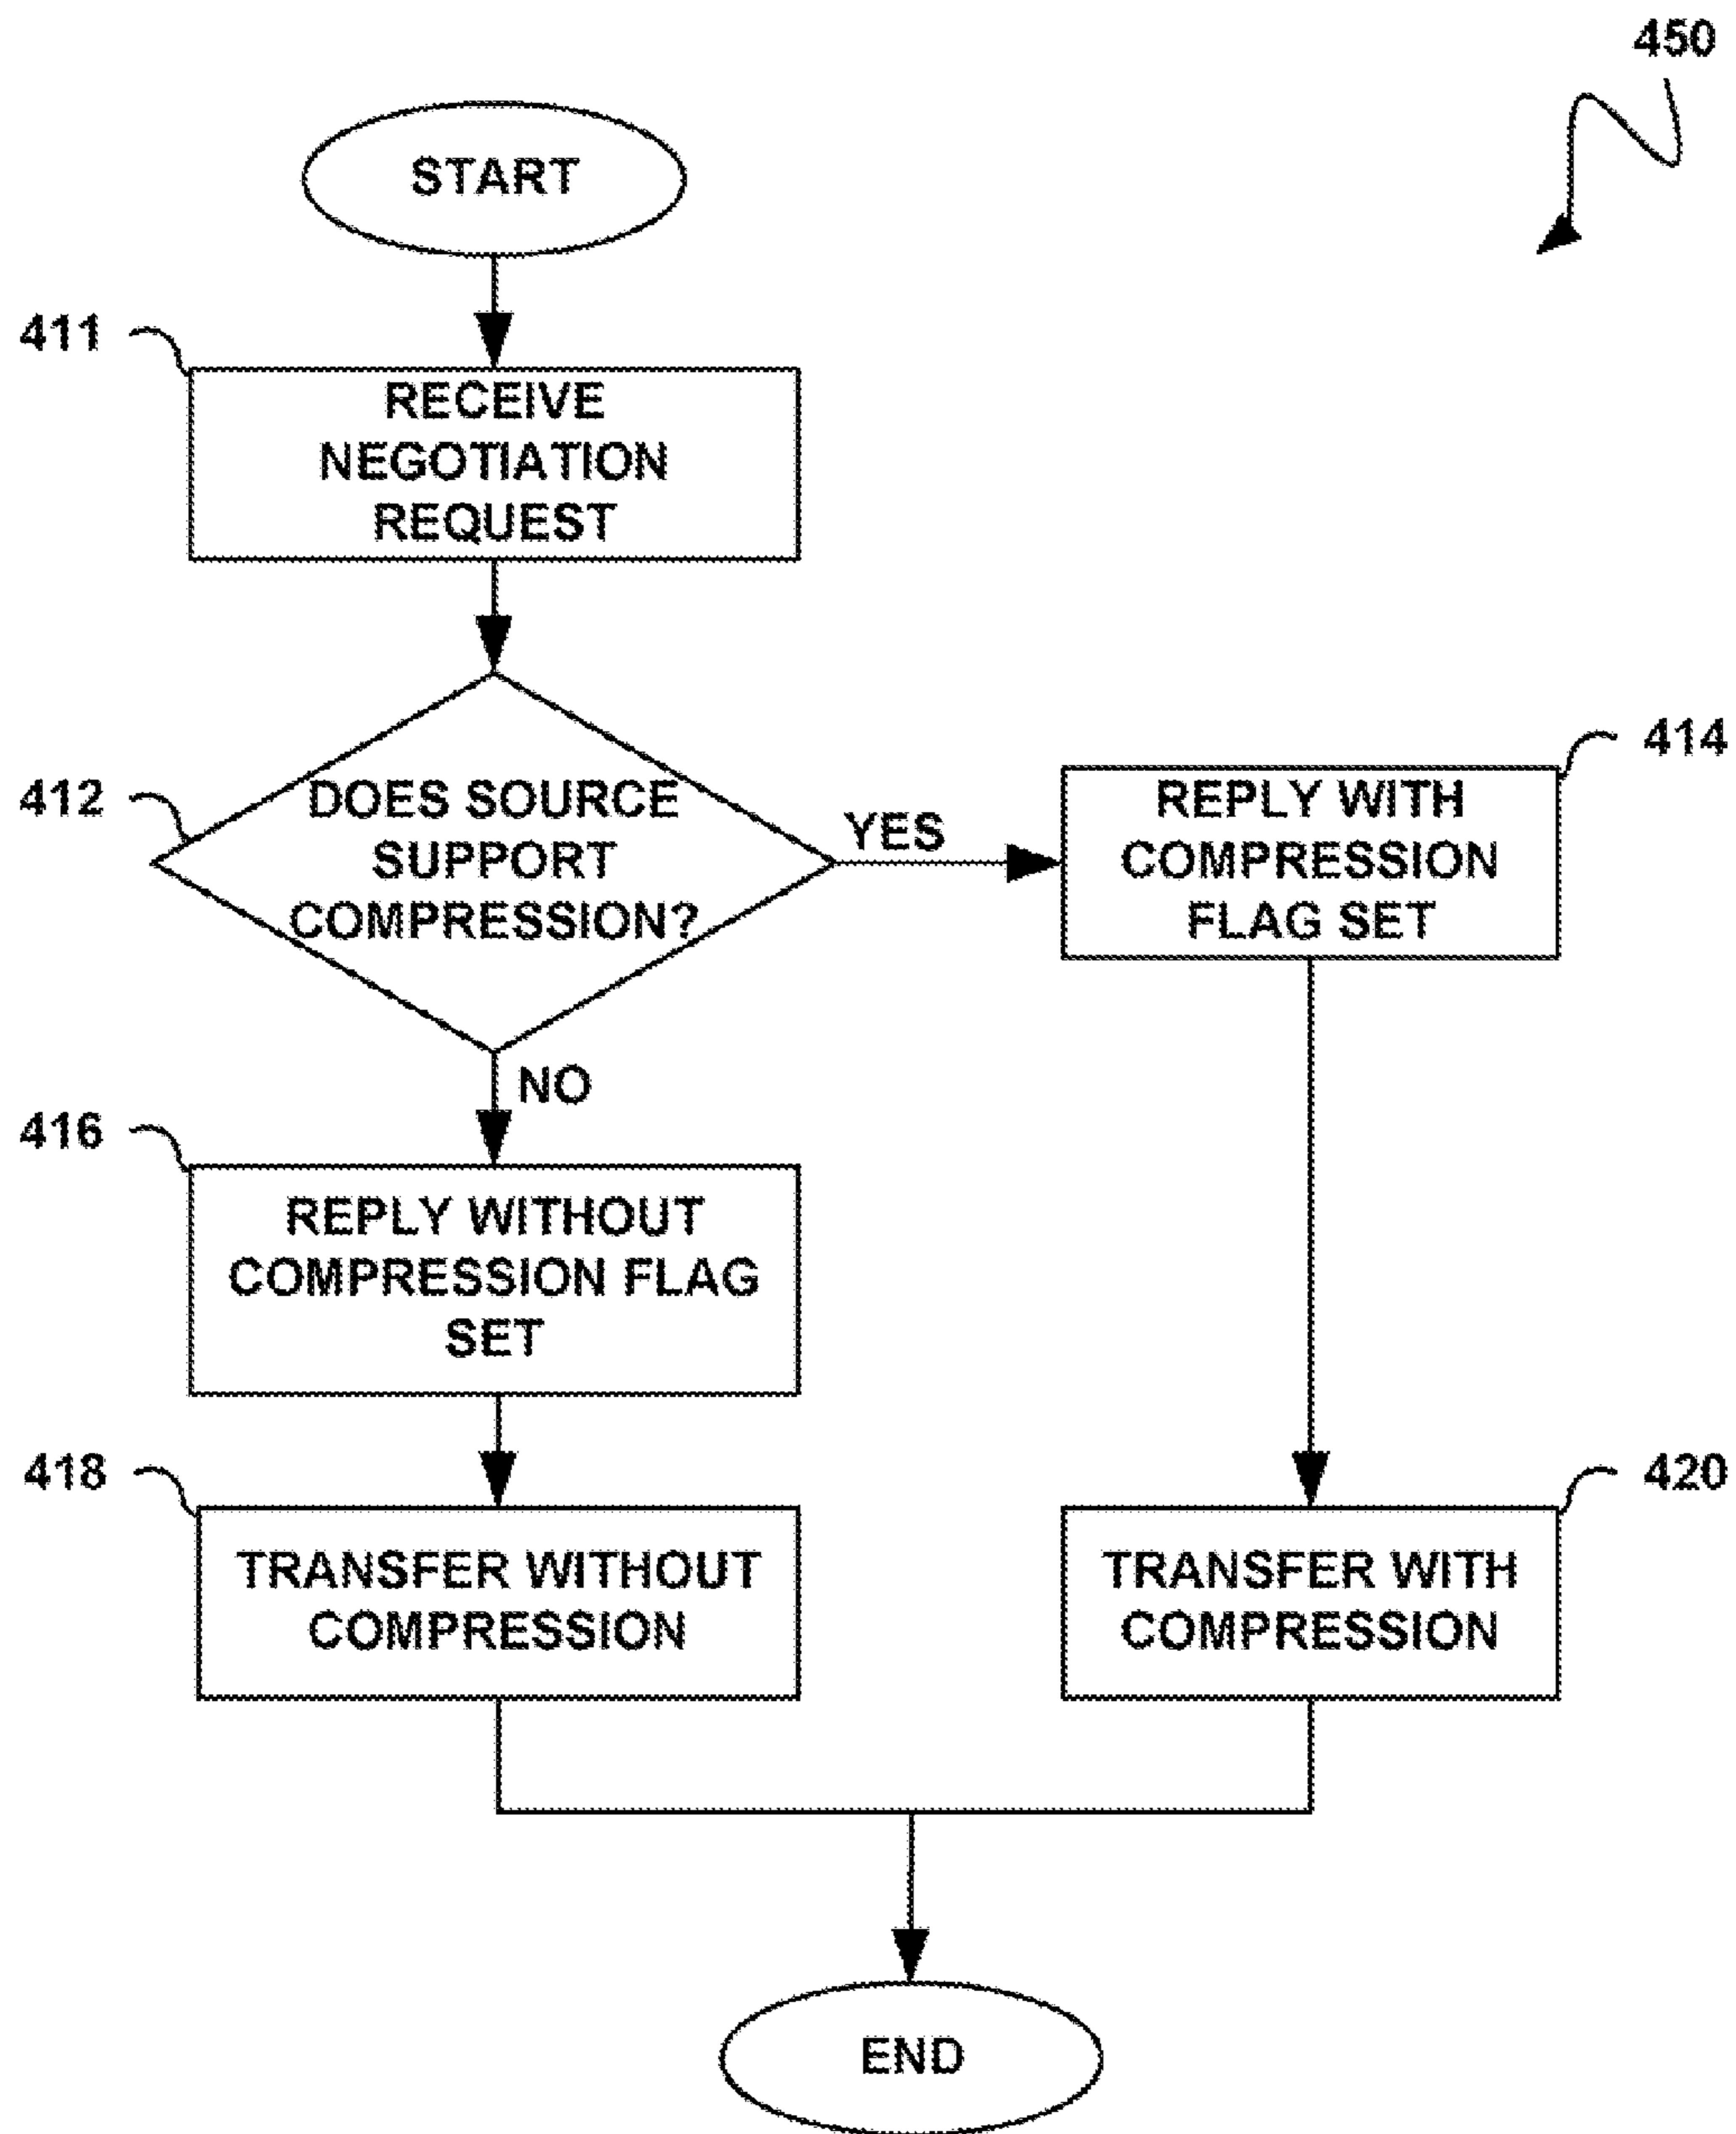 450
START
411
RECEIVE
NEGOTIATION
REQUEST
412
DOES SOURCE
SUPPORT
COMPRESSION?
YES
414
REPLY WITH
COMPRESSION
FLAG SET
NO
416
REPLY WITHOUT
COMPRESSION FLAG
SET
418
TRANSFER WITHOUT
COMPRESSION
420
TRANSFER WITH
COMPRESSION
END